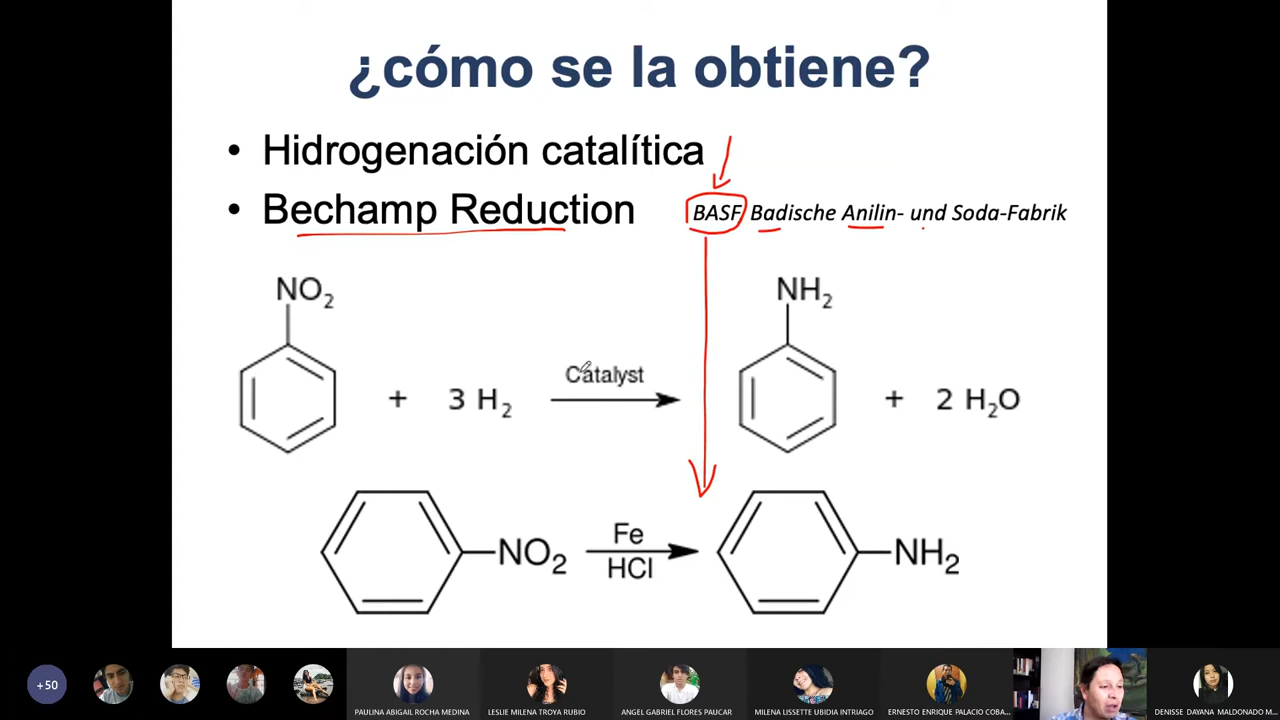 ¿cómo se la obtiene?
• Hidrogenación catalítica
• Bechamp Reduction
BASF Badische Anilin- und Soda-Fabrik
NO₂
NH₂
+ 3 H₂
Catalyst
+ 2 H₂O
NO₂
Fe
HCl
NH₂
+50
PAULINA ABIGAIL ROCHA MEDINA
LESLIE MILENA TROYA RUBIO
ANGEL GABRIEL FLORES PAUCAR
MILENA LISSETTE UBIDIA INTRIAGO
ERNESTO ENRIQUE PALACIO COBA...
DENISSE DAYANA MALDONADO M...